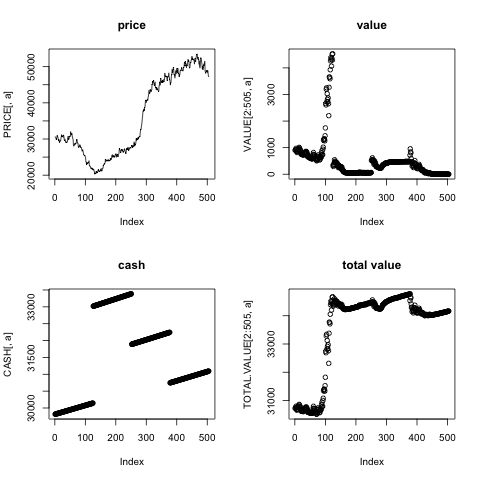 price
PRICE[, a]
20000 30000 40000 50000
0 100 200 300 400 500
Index
value
VALUE[2:505, a]
0 1000 3000
0 100 200 300 400 500
Index
cash
CASH[, a]
30000 31500 33000
0 100 200 300 400 500
Index
total value
TOTAL.VALUE[2:505, a]
31000 33000
0 100 200 300 400 500
Index